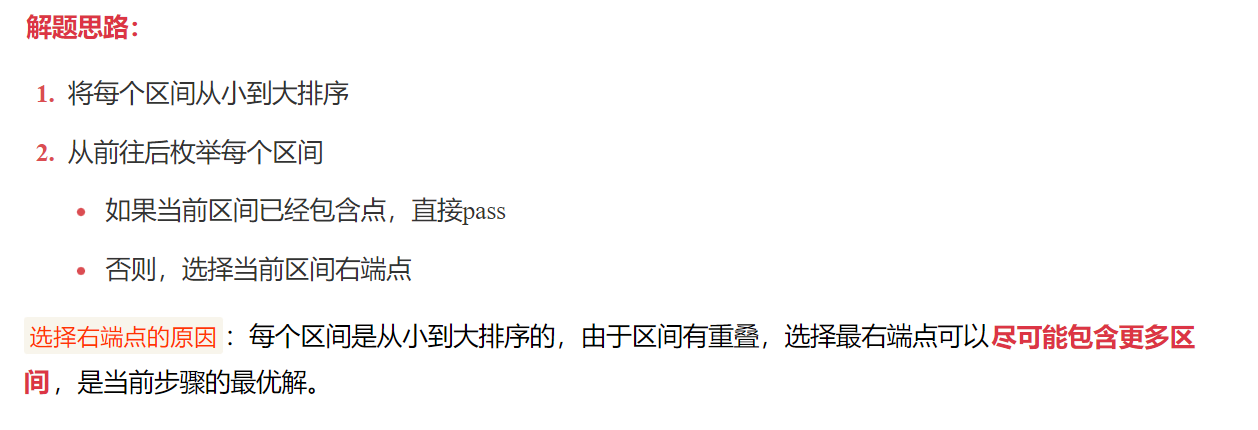 解题思路：
1. 将每个区间从小到大排序
2. 从前往后枚举每个区间
• 如果当前区间已经包含点，直接pass
• 否则，选择当前区间右端点
选择右端点的原因：每个区间是从小到大排序的，由于区间有重叠，选择最右端点可以尽可能包含更多区
间，是当前步骤的最优解。